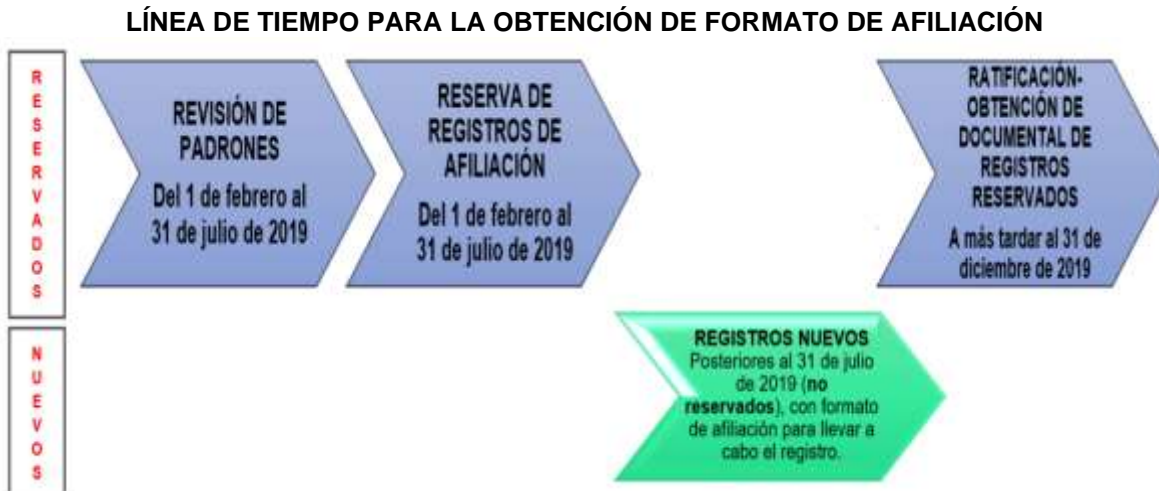 LÍNEA DE TIEMPO PARA LA OBTENCIÓN DE FORMATO DE AFILIACIÓN
RESERVADOS
REVISIÓN DE
PADRONES
Del 1 de febrero al
31 de julio de 2019
RESERVA DE
REGISTROS DE
AFILIACIÓN
Del 1 de febrero al
31 de julio de 2019
RATIFICACIÓN-
OBTENCIÓN DE
DOCUMENTAL DE
REGISTROS
RESERVADOS
A más tardar al 31 de
diciembre de 2019
NUEVOS
REGISTROS NUEVOS
Posteriores al 31 de julio
de 2019 (no
reservados), con formato
de afiliación para llevar a
cabo el registro.